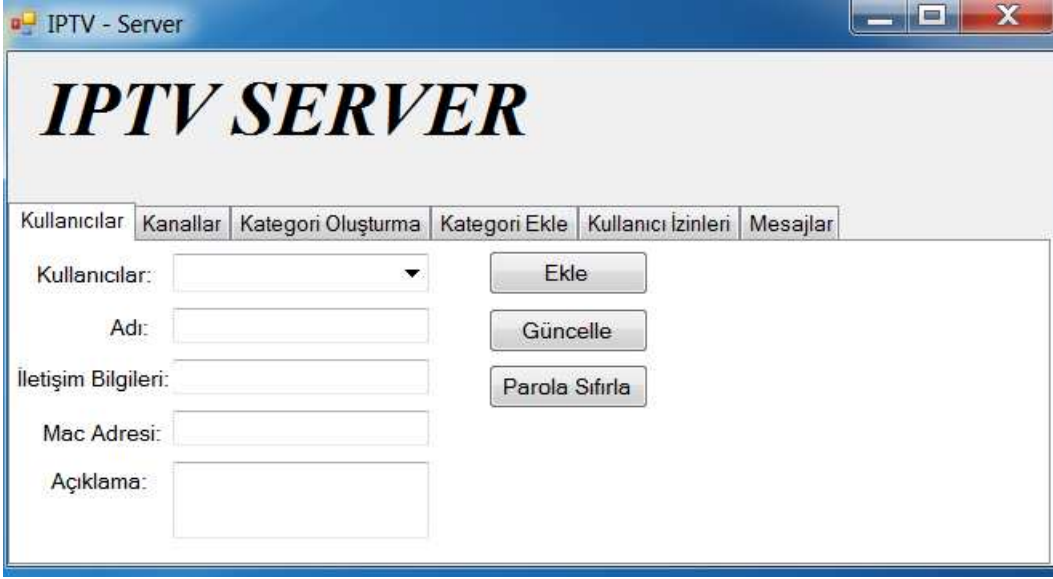 IPTV - Server
IPTV SERVER
Kullanıcılar Kanallar Kategori Oluşturma Kategori Ekle Kullanıcı İzinleri Mesajlar
Kullanıcılar: Ekle
Adı: Güncelle
İletişim Bilgileri: Parola Sıfırla
Mac Adresi:
Açıklama: